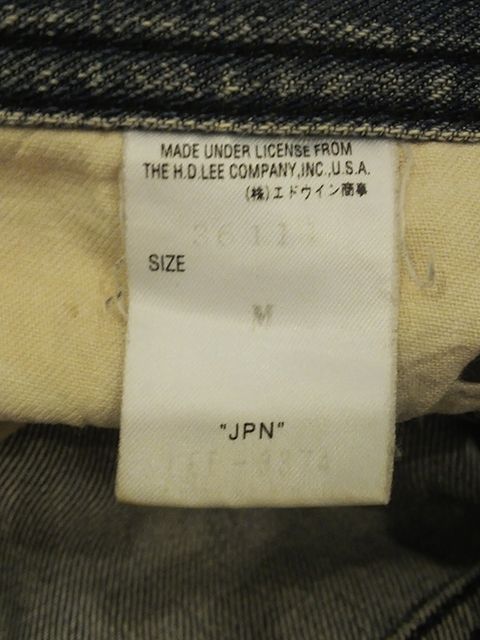 MADE UNDER LICENSE FROM
THE H.D.LEE COMPANY,INC.,U.S.A.
(株)エドウイン商事
SIZE
M
"JPN"